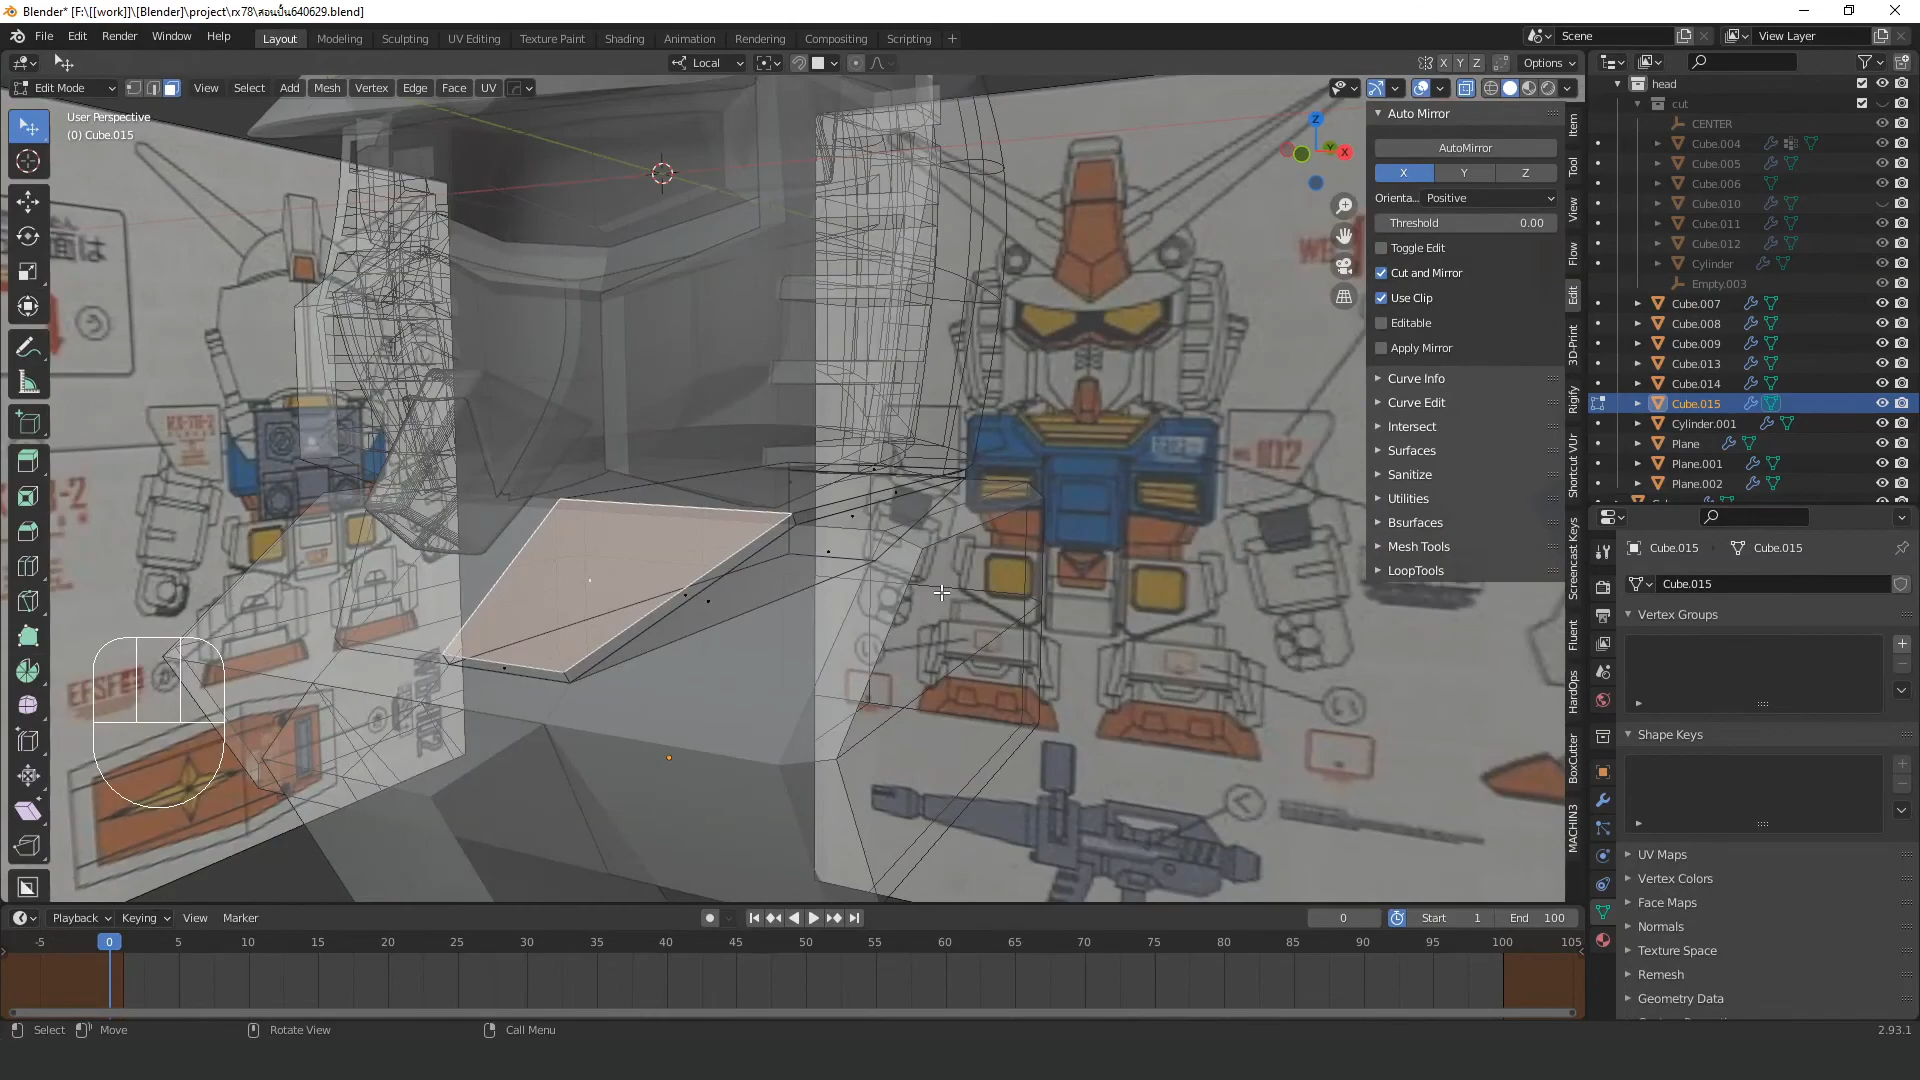 Blender* [F:\[[work]]\[Blender]\project\rx78\สอนปั้น640629.blend]
File Edit Render Window Help
Layout Modeling Sculpting UV Editing Texture Paint Shading Animation Rendering Compositing Scripting
Scene
View Layer
Local
X Y Z
Options
Edit Mode
View Select Add Mesh Vertex Edge Face UV
User Perspective
(0) Cube.015
Z
Y
X
Auto Mirror
AutoMirror
X Y Z
Orienta... Positive
Threshold 0.00
Toggle Edit
Cut and Mirror
Use Clip
Editable
Apply Mirror
Curve Info
Curve Edit
Intersect
Surfaces
Sanitize
Utilities
Bsurfaces
Mesh Tools
LoopTools
Item
Tool
View
Flow
Edit
3D-Print
Rigify
Shortcut VUr
Screencast Keys
Fluent
HardOps
BoxCutter
MACHIN3
head
cut
CENTER
Cube.004
Cube.005
Cube.006
Cube.010
Cube.011
Cube.012
Cylinder
Empty.003
Cube.007
Cube.008
Cube.009
Cube.013
Cube.014
Cube.015
Cylinder.001
Plane
Plane.001
Plane.002
Cube.015 Cube.015
Cube.015
Vertex Groups
Shape Keys
UV Maps
Vertex Colors
Face Maps
Normals
Texture Space
Remesh
Geometry Data
面は
102
Playback Keying View Marker
0
Start 1
End 100
-5 0 5 10 15 20 25 30 35 40 45 50 55 60 65 70 75 80 85 90 95 100 105
Select Move Rotate View Call Menu
2.93.1